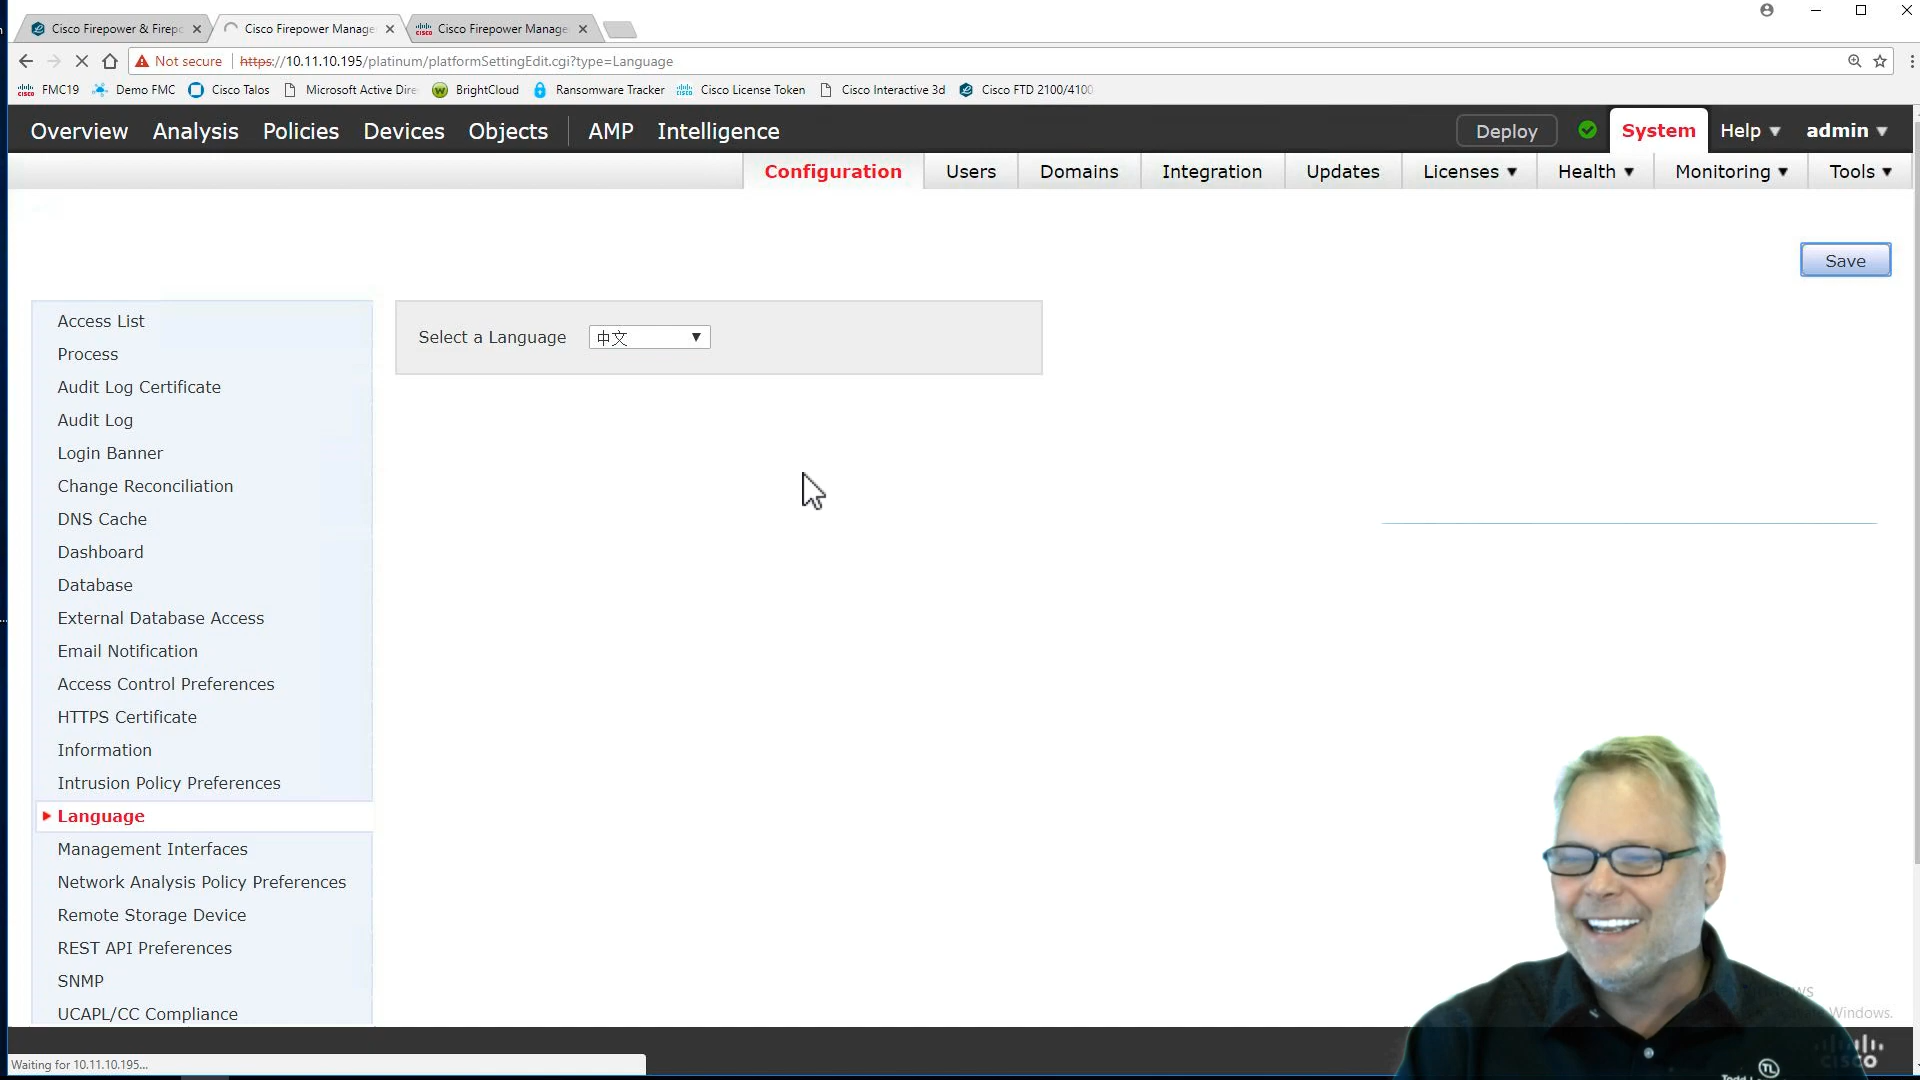 Cisco Firepower & Firepo
Cisco Firepower Manage
Cisco Firepower Manage
Not secure
https://10.11.10.195/platinum/platformSettingEdit.cgi?type=Language
FMC19
Demo FMC
Cisco Talos
Microsoft Active Dire
BrightCloud
Ransomware Tracker
Cisco License Token
Cisco Interactive 3d
Cisco FTD 2100/4100
Overview
Analysis
Policies
Devices
Objects
AMP
Intelligence
Deploy
System
Help
admin
Configuration
Users
Domains
Integration
Updates
Licenses
Health
Monitoring
Tools
Save
Access List
Process
Audit Log Certificate
Audit Log
Login Banner
Change Reconciliation
DNS Cache
Dashboard
Database
External Database Access
Email Notification
Access Control Preferences
HTTPS Certificate
Information
Intrusion Policy Preferences
Language
Management Interfaces
Network Analysis Policy Preferences
Remote Storage Device
REST API Preferences
SNMP
UCAPL/CC Compliance
Select a Language
中文
Windows.
Waiting for 10.11.10.195...
cisco
TL